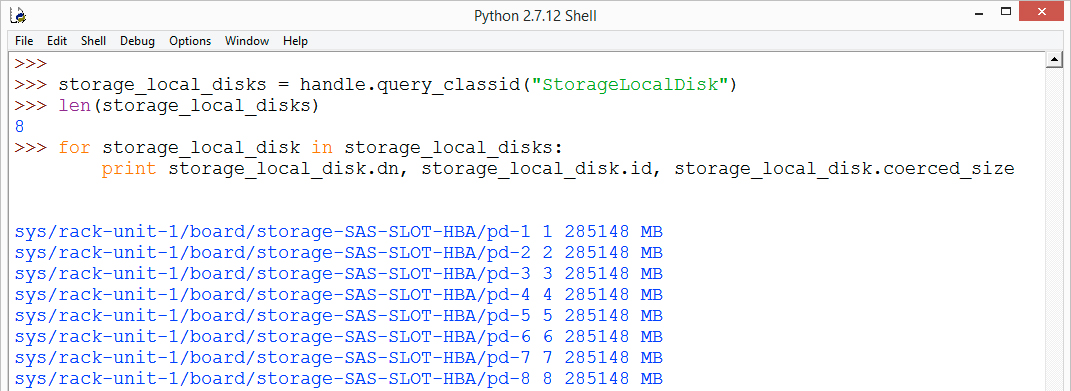 Python 2.7.12 Shell
File Edit Shell Debug Options Window Help
>>>
>>> storage_local_disks = handle.query_classid("StorageLocalDisk")
>>> len(storage_local_disks)
8
>>> for storage_local_disk in storage_local_disks:
        print storage_local_disk.dn, storage_local_disk.id, storage_local_disk.coerced_size
sys/rack-unit-1/board/storage-SAS-SLOT-HBA/pd-1 1 285148 MB
sys/rack-unit-1/board/storage-SAS-SLOT-HBA/pd-2 2 285148 MB
sys/rack-unit-1/board/storage-SAS-SLOT-HBA/pd-3 3 285148 MB
sys/rack-unit-1/board/storage-SAS-SLOT-HBA/pd-4 4 285148 MB
sys/rack-unit-1/board/storage-SAS-SLOT-HBA/pd-5 5 285148 MB
sys/rack-unit-1/board/storage-SAS-SLOT-HBA/pd-6 6 285148 MB
sys/rack-unit-1/board/storage-SAS-SLOT-HBA/pd-7 7 285148 MB
sys/rack-unit-1/board/storage-SAS-SLOT-HBA/pd-8 8 285148 MB